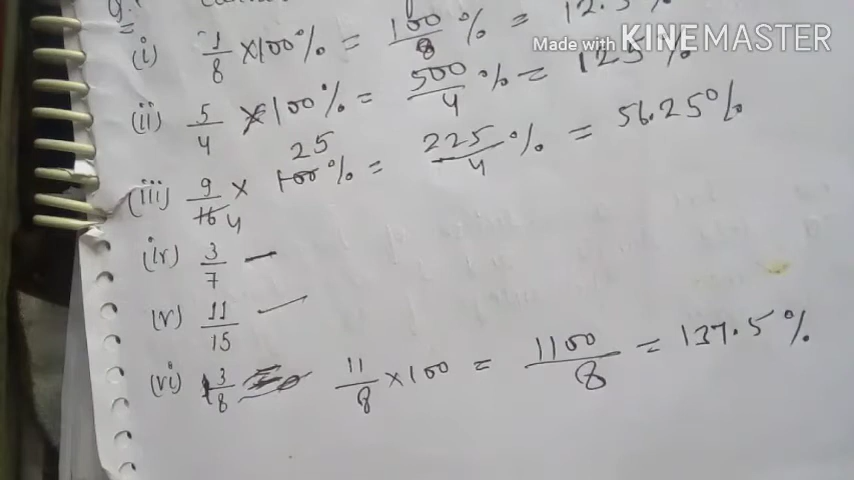 (i) 1/8 × 100% = 100/8 % = 12.5%
Made with KINEMASTER
(ii) 5/4 × 100% = 500/4 % = 125%
(iii) 9/16 4 × 100 25 % = 225/4 % = 56.25%
(iv) 3/7 —
(v) 11/15 —
(vi) 1 3/8 11/8 × 100 = 1100/8 = 137.5%